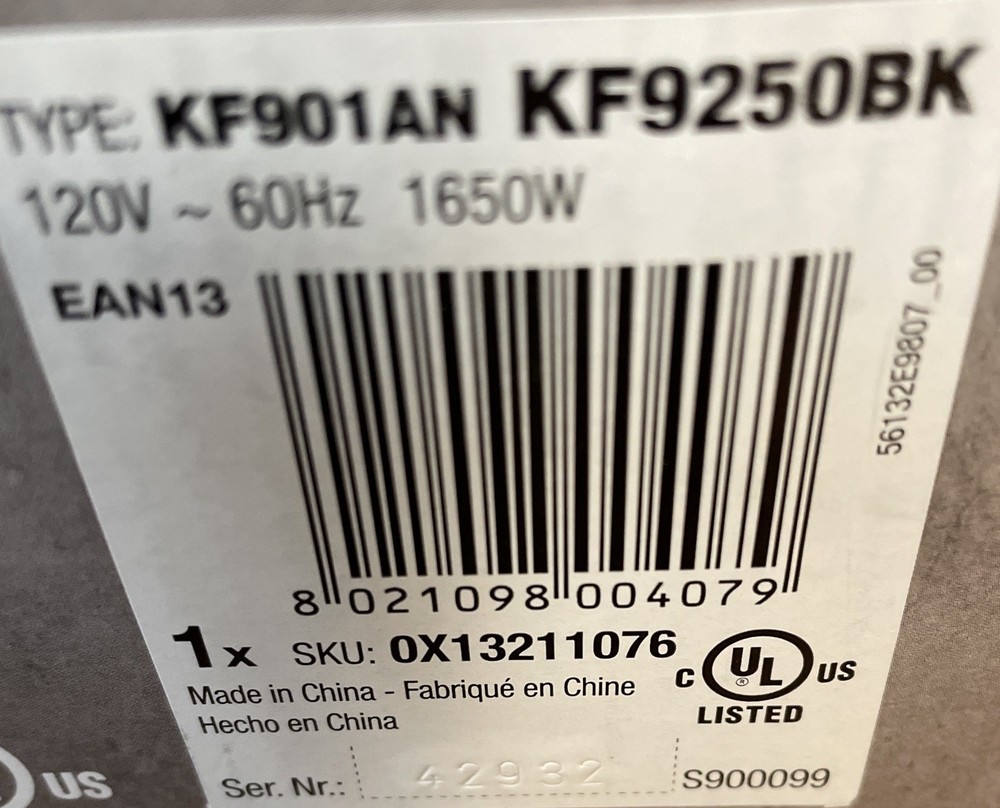 TYPE: KF901AN KF9250BK
120V ~ 60Hz 1650W
EAN13
56132E9807_00
8 021098 004079
1x SKU: 0X13211076
C UL ® US
LISTED
Made in China - Fabriqué en Chine
Hecho en China
Ser. Nr.: 42932 S900099
US